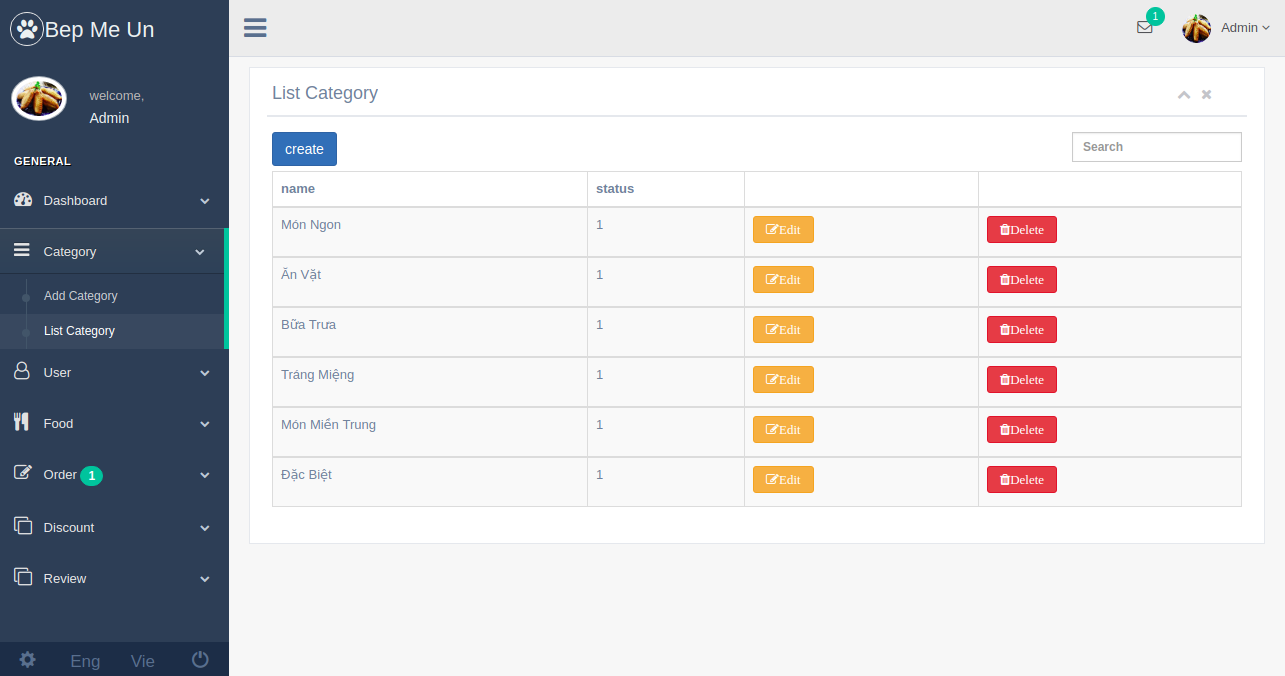 Bep Me Un
1
Admin
welcome,
Admin
GENERAL
Dashboard
Category
Add Category
List Category
User
Food
Order 1
Discount
Review
Eng Vie
List Category
create
Search
name status
Món Ngon 1 Edit Delete
Ăn Vặt 1 Edit Delete
Bữa Trưa 1 Edit Delete
Tráng Miệng 1 Edit Delete
Món Miền Trung 1 Edit Delete
Đặc Biệt 1 Edit Delete